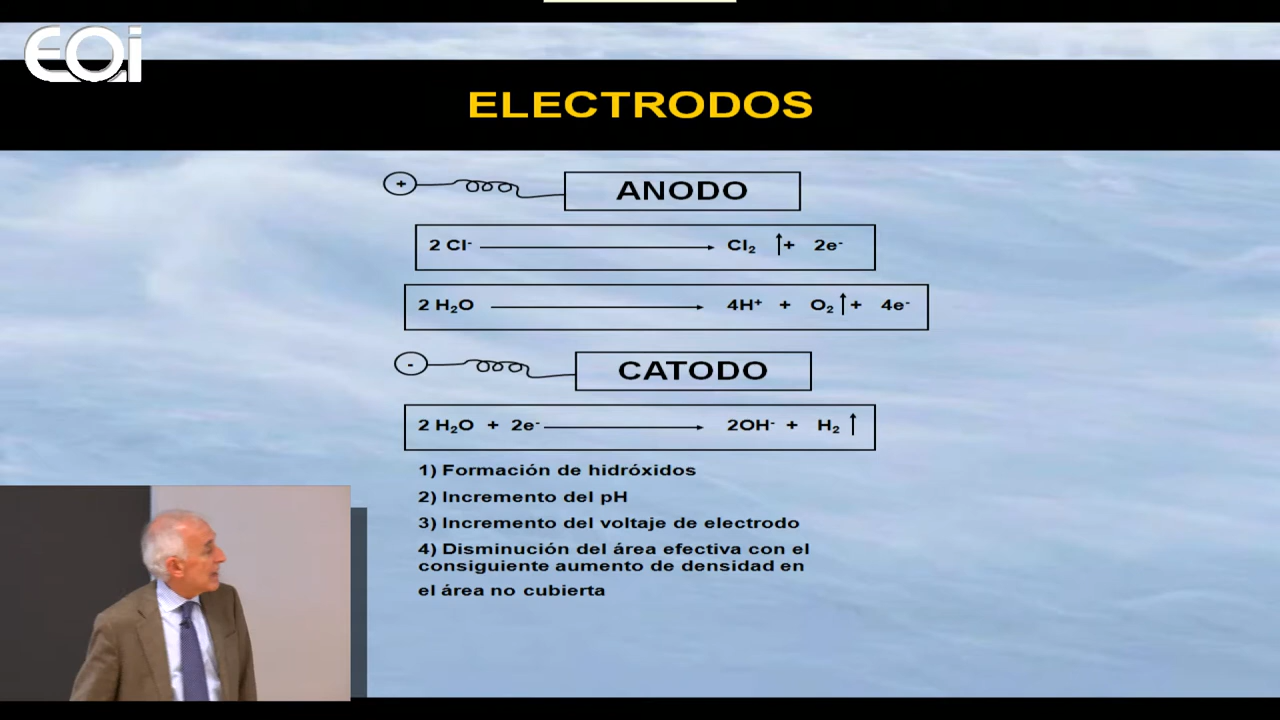 EOi
ELECTRODOS
+ ANODO
2 Cl⁻ → Cl₂ ↑+ 2e⁻
2 H₂O → 4H⁺ + O₂ ↑+ 4e⁻
- CATODO
2 H₂O + 2e⁻ → 2OH⁻ + H₂ ↑
1) Formación de hidróxidos
2) Incremento del pH
3) Incremento del voltaje de electrodo
4) Disminución del área efectiva con el
consiguiente aumento de densidad en
el área no cubierta